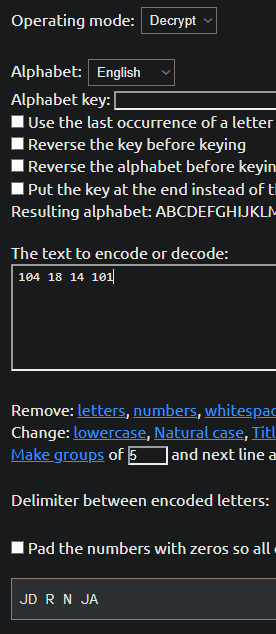 Operating mode: Decrypt
Alphabet: English
Alphabet key:
Use the last occurrence of a letter
Reverse the key before keying
Reverse the alphabet before keyin
Put the key at the end instead of t
Resulting alphabet: ABCDEFGHIJKLM
The text to encode or decode:
104 18 14 101
Remove: letters, numbers, whitespac
Change: lowercase, Natural case, Titl
Make groups of 5 and next line a
Delimiter between encoded letters:
Pad the numbers with zeros so all
JD R N JA